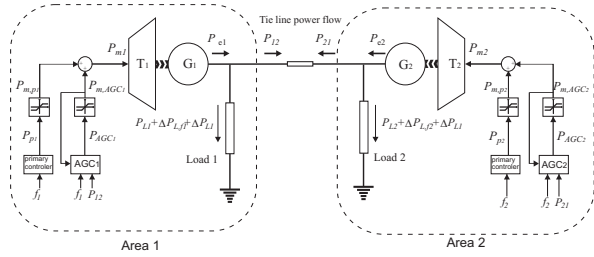 Tie line power flow
P_m1
T_1
G_1
P_e1
P_12
P_21
P_e2
G_2
T_2
P_m2
P_m,p1
P_m,AGC1
P_p1
P_AGC1
primary controler
AGC_1
f_1
f_1
P_12
P_L1+ΔP_L,f1+ΔP_L1
Load 1
P_L2+ΔP_L,f2+ΔP_L1
Load 2
P_m,p2
P_m,AGC2
P_p2
P_AGC2
primary controler
AGC_2
f_2
f_2
P_21
Area 1
Area 2